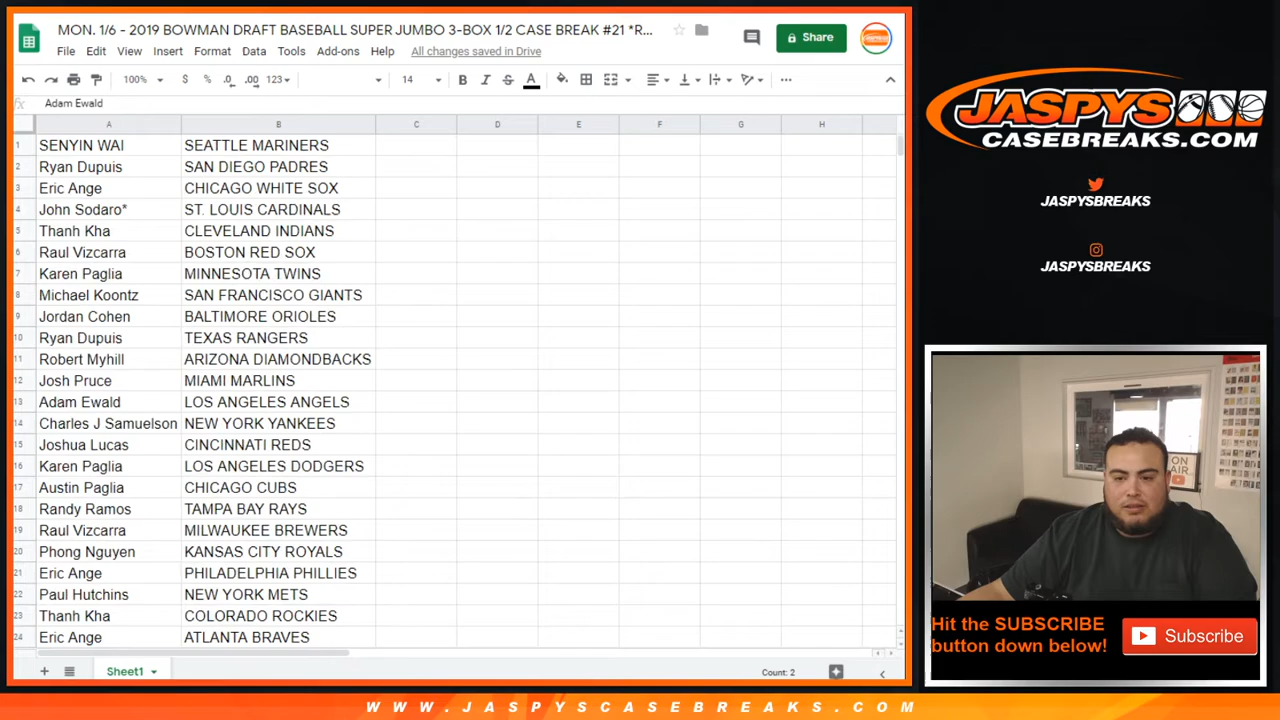 MON. 1/6 - 2019 BOWMAN DRAFT BASEBALL SUPER JUMBO 3-BOX 1/2 CASE BREAK #21 *R...
Share
File Edit View Insert Format Data Tools Add-ons Help All changes saved in Drive
100% $ % .0 .00 123 14 B I S A
fx Adam Ewald
A B C D E F G H
1 SENYIN WAI SEATTLE MARINERS
2 Ryan Dupuis SAN DIEGO PADRES
3 Eric Ange CHICAGO WHITE SOX
4 John Sodaro* ST. LOUIS CARDINALS
5 Thanh Kha CLEVELAND INDIANS
6 Raul Vizcarra BOSTON RED SOX
7 Karen Paglia MINNESOTA TWINS
8 Michael Koontz SAN FRANCISCO GIANTS
9 Jordan Cohen BALTIMORE ORIOLES
10 Ryan Dupuis TEXAS RANGERS
11 Robert Myhill ARIZONA DIAMONDBACKS
12 Josh Pruce MIAMI MARLINS
13 Adam Ewald LOS ANGELES ANGELS
14 Charles J Samuelson NEW YORK YANKEES
15 Joshua Lucas CINCINNATI REDS
16 Karen Paglia LOS ANGELES DODGERS
17 Austin Paglia CHICAGO CUBS
18 Randy Ramos TAMPA BAY RAYS
19 Raul Vizcarra MILWAUKEE BREWERS
20 Phong Nguyen KANSAS CITY ROYALS
21 Eric Ange PHILADELPHIA PHILLIES
22 Paul Hutchins NEW YORK METS
23 Thanh Kha COLORADO ROCKIES
24 Eric Ange ATLANTA BRAVES
Sheet1
Count: 2
JASPYS
CASEBREAKS.COM
JASPYSBREAKS
JASPYSBREAKS
ON
AIR
Hit the SUBSCRIBE
button down below!
Subscribe
WWW.JASPYSCASEBREAKS.COM